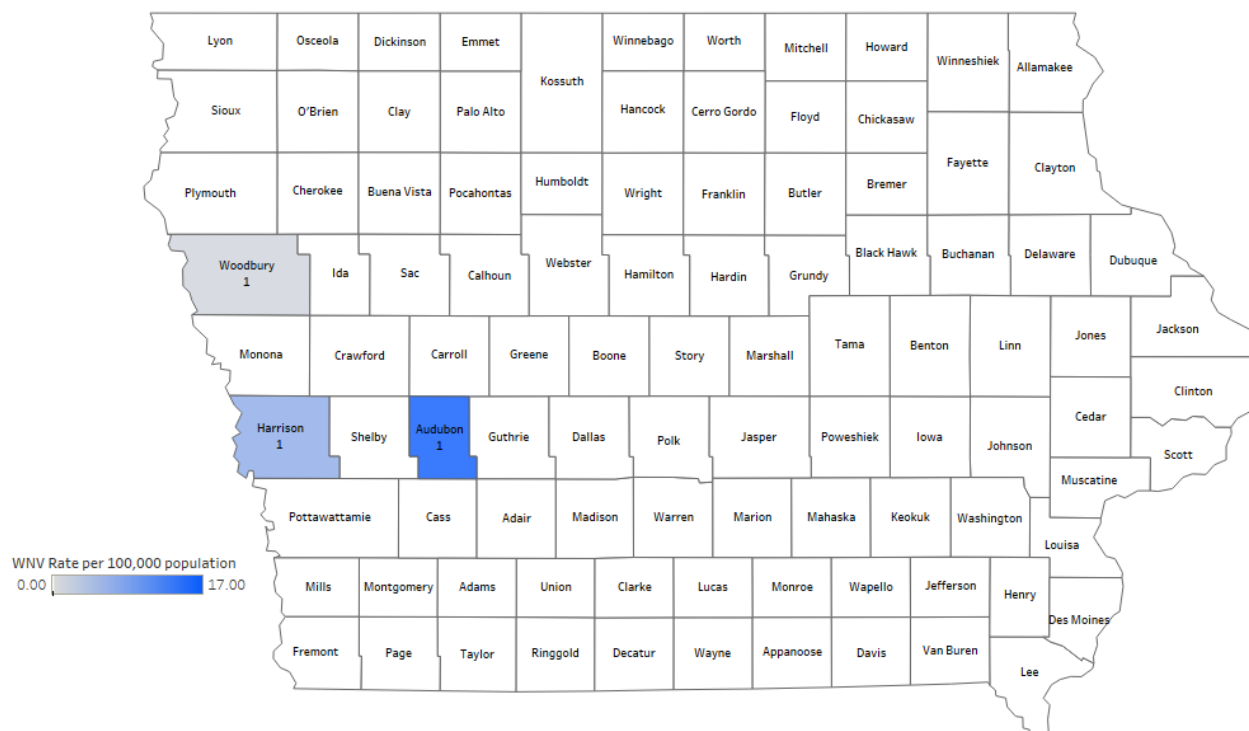 Lyon Osceola Dickinson Emmet Winnebago Worth Mitchell Howard
Kossuth Winneshiek Allamakee
Sioux O'Brien Clay Palo Alto Hancock Cerro Gordo Floyd Chickasaw
Fayette Clayton
Plymouth Cherokee Buena Vista Pocahontas Humboldt Wright Franklin Butler Bremer
Woodbury Ida Sac Calhoun Webster Hamilton Hardin Grundy Black Hawk Buchanan Delaware Dubuque
1
Monona Crawford Carroll Greene Boone Story Marshall Tama Benton Linn Jones Jackson
Clinton
Harrison Shelby Audubon Guthrie Dallas Polk Jasper Poweshiek Iowa Johnson Cedar Scott
1 1
Muscatine
Pottawattamie Cass Adair Madison Warren Marion Mahaska Keokuk Washington
Louisa
WNV Rate per 100,000 population
0.00 17.00
Mills Montgomery Adams Union Clarke Lucas Monroe Wapello Jefferson Henry
Des Moines
Fremont Page Taylor Ringgold Decatur Wayne Appanoose Davis Van Buren Lee